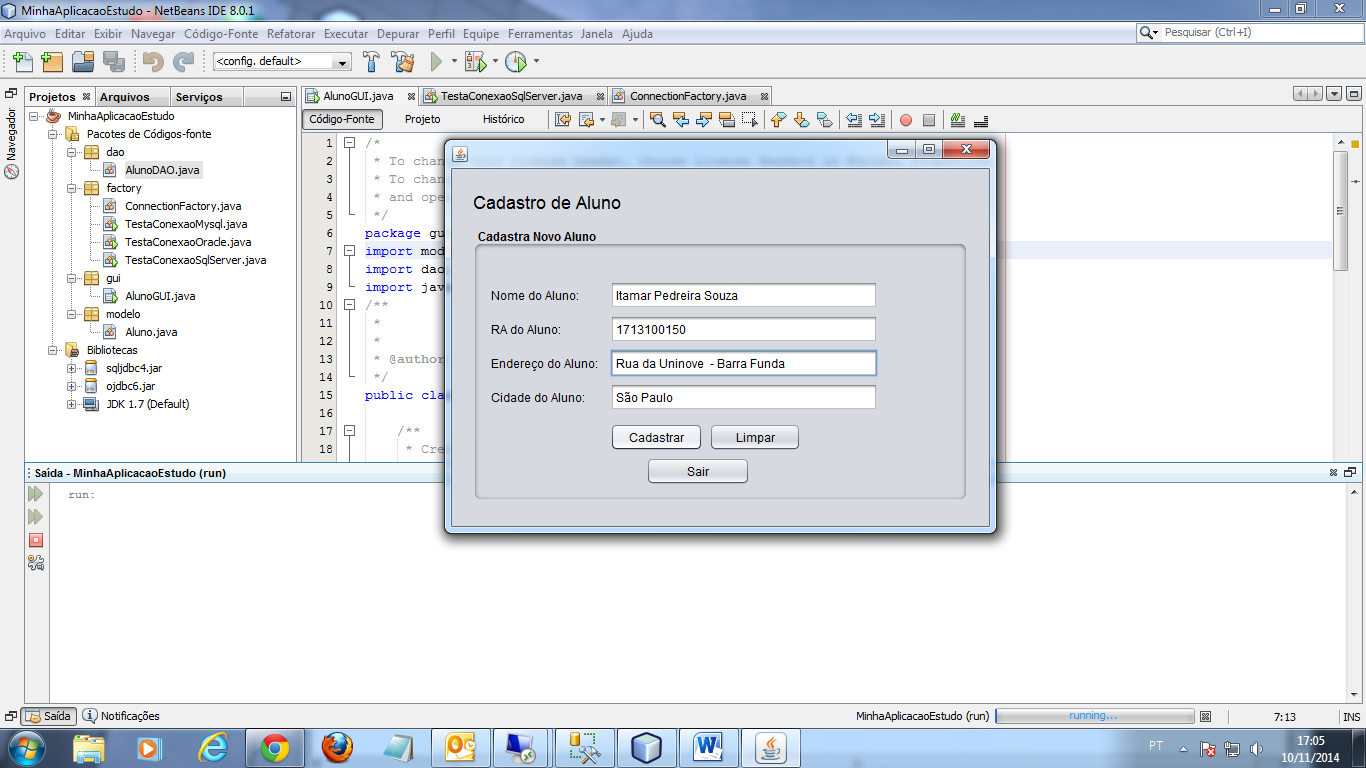 MinhaAplicacaoEstudo - NetBeans IDE 8.0.1
Arquivo Editar Exibir Navegar Código-Fonte Refatorar Executar Depurar Perfil Equipe Ferramentas Janela Ajuda
Pesquisar (Ctrl+I)
<config. default>
Navegador
Projetos Arquivos Serviços
MinhaAplicacaoEstudo
Pacotes de Códigos-fonte
dao
AlunoDAO.java
factory
ConnectionFactory.java
TestaConexaoMysql.java
TestaConexaoOracle.java
TestaConexaoSqlServer.java
gui
AlunoGUI.java
modelo
Aluno.java
Bibliotecas
sqljdbc4.jar
ojdbc6.jar
JDK 1.7 (Default)
AlunoGUI.java TestaConexaoSqlServer.java ConnectionFactory.java
Código-Fonte Projeto Histórico
1 /*
2 * To chan
3 * To chan
4 * and ope
5 */
6 package gu
7 import mod
8 import dao
9 import jav
10 /**
11 *
12 *
13 * @author
14 */
15 public cla
16
17 /**
18 * Cre
Cadastro de Aluno
Cadastra Novo Aluno
Nome do Aluno: Itamar Pedreira Souza
RA do Aluno: 1713100150
Endereço do Aluno: Rua da Uninove - Barra Funda
Cidade do Aluno: São Paulo
Cadastrar Limpar
Sair
Saída - MinhaAplicacaoEstudo (run)
run:
Saída Notificações
MinhaAplicacaoEstudo (run) running... 7:13 INS
PT
17:05
10/11/2014